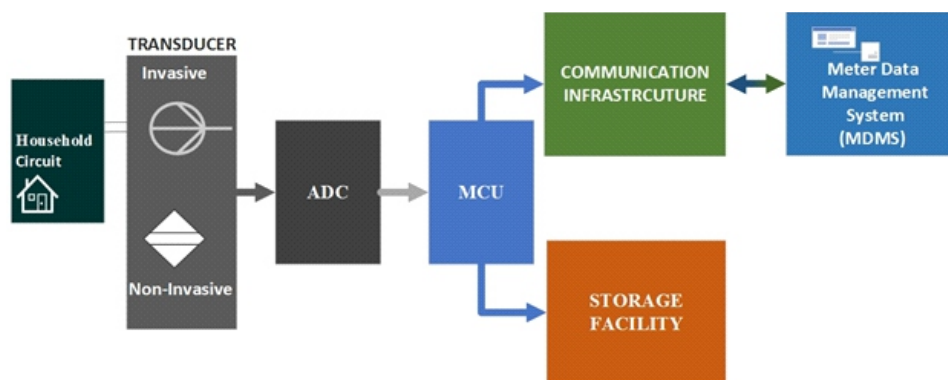 TRANSDUCER
Invasive
Household
Circuit
Non-Invasive
ADC
MCU
COMMUNICATION
INFRASTRCUTURE
Meter Data
Management
System
(MDMS)
STORAGE
FACILITY